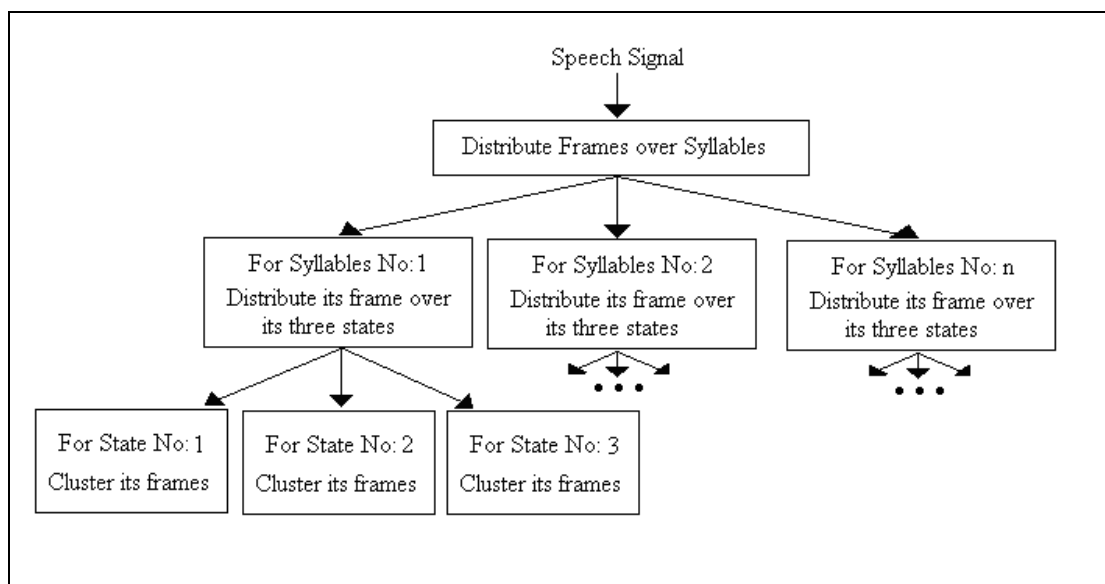 Speech Signal
Distribute Frames over Syllables
For Syllables No: 1
Distribute its frame over
its three states
For Syllables No: 2
Distribute its frame over
its three states
For Syllables No: n
Distribute its frame over
its three states
For State No: 1
Cluster its frames
For State No: 2
Cluster its frames
For State No: 3
Cluster its frames